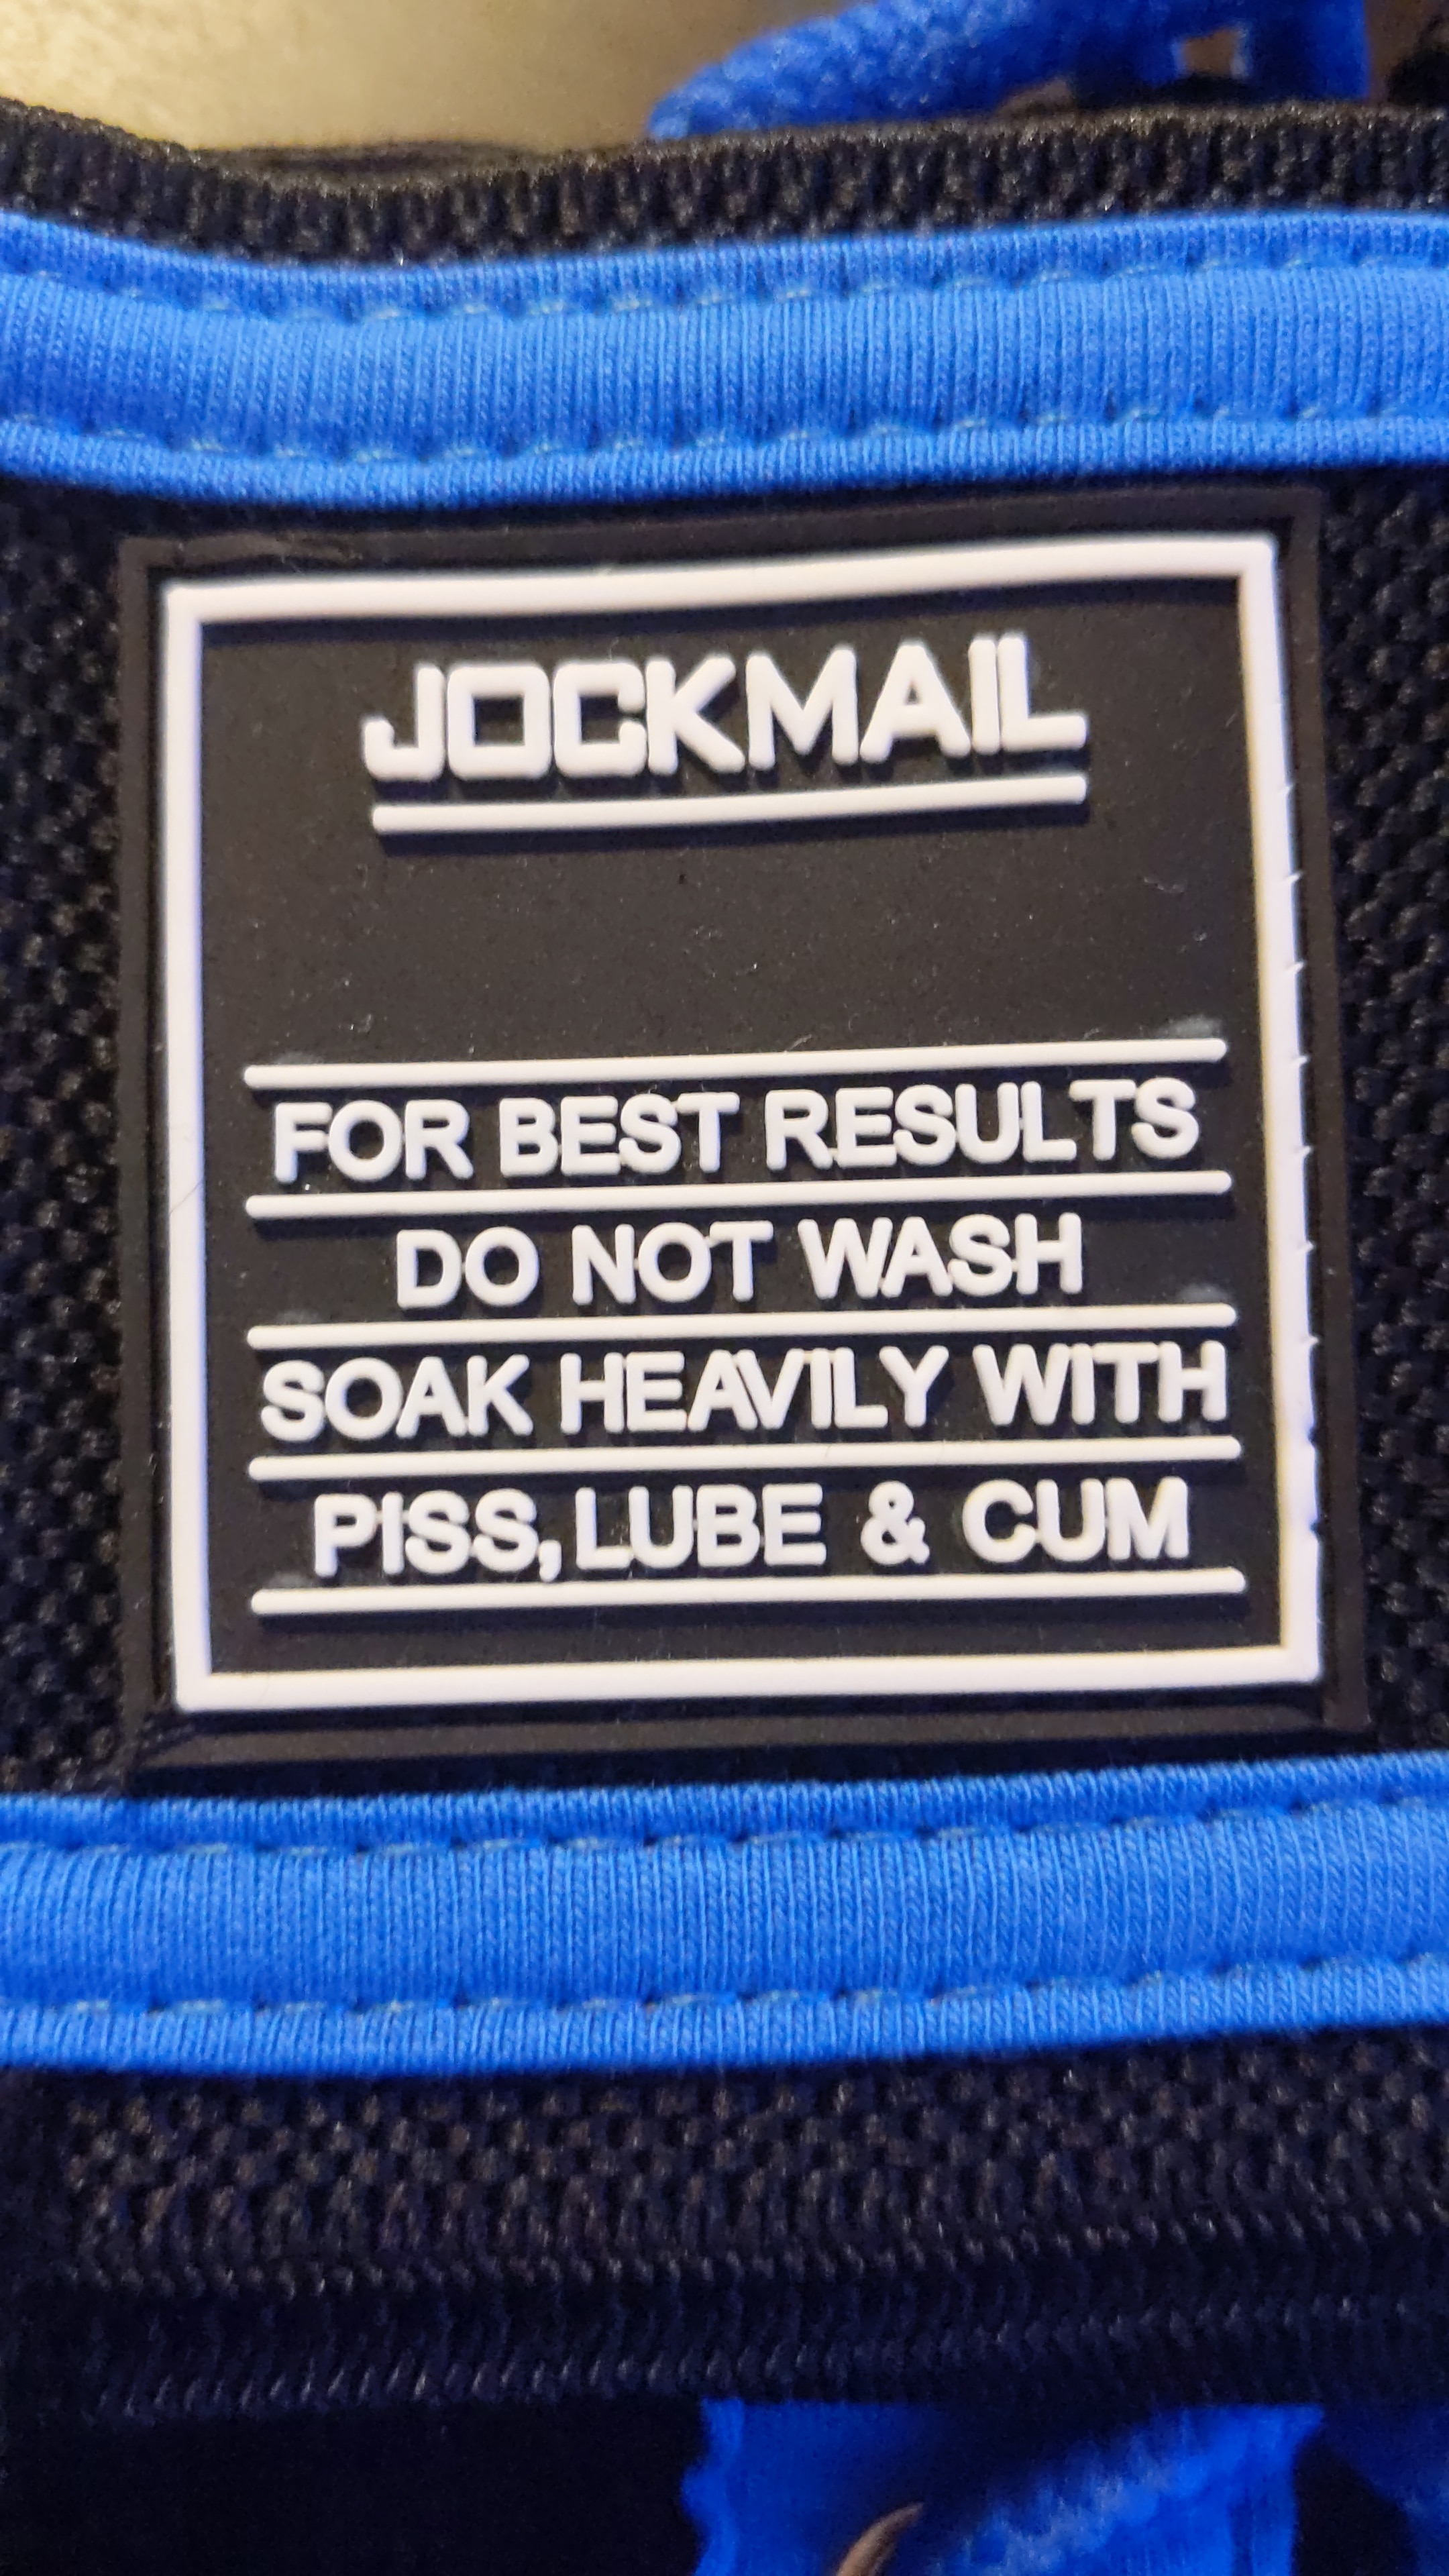 JOCKMAIL
FOR BEST RESULTS
DO NOT WASH
SOAK HEAVILY WITH
PISS, LUBE & CUM